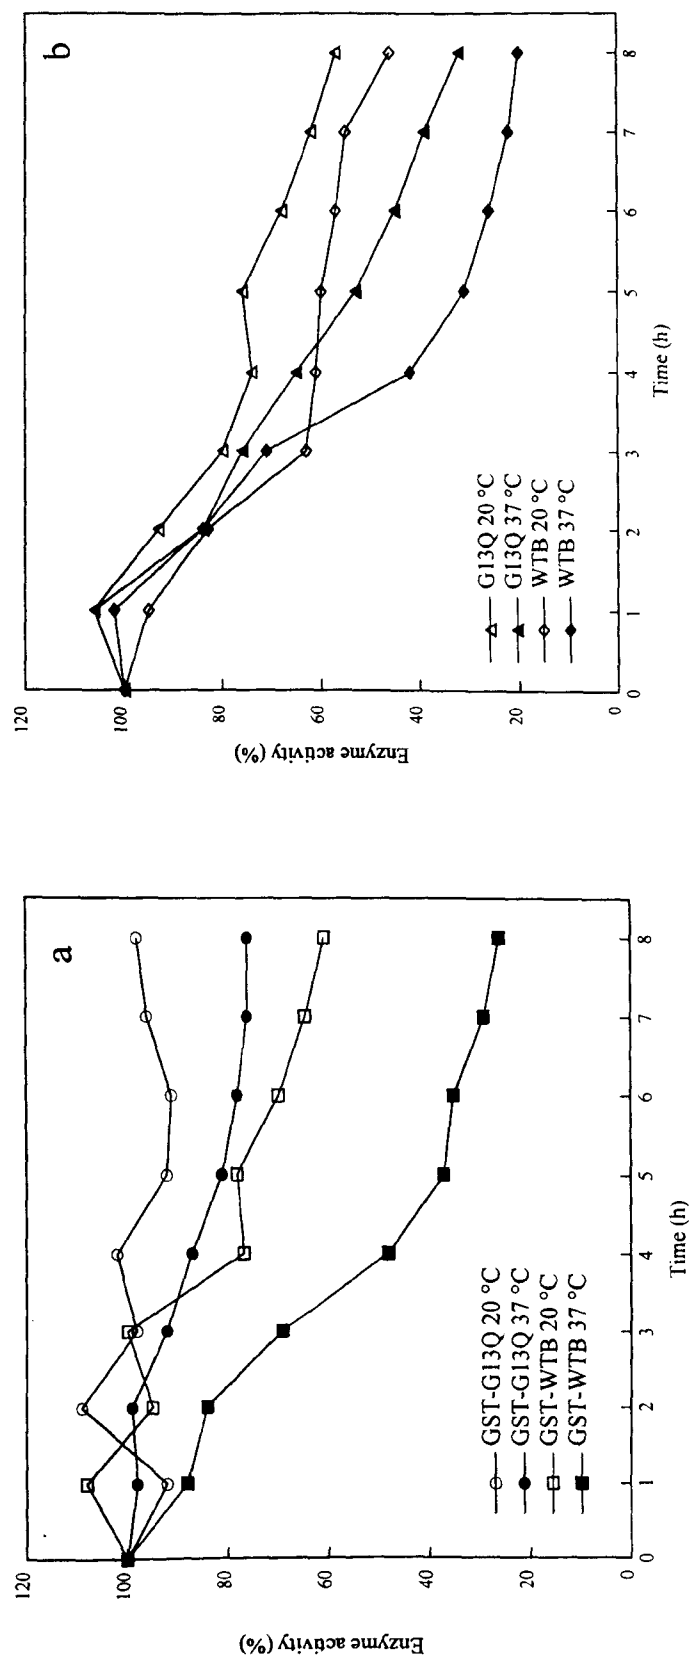 a
120
100
80
60
40
20
0
Enzyme activity (%)
0
1
2
3
4
5
6
7
8
Time (h)
GST-G13Q 20 °C
GST-G13Q 37 °C
GST-WTB 20 °C
GST-WTB 37 °C
b
120
100
80
60
40
20
0
Enzyme activity (%)
0
1
2
3
4
5
6
7
8
Time (h)
G13Q 20 °C
G13Q 37 °C
WTB 20 °C
WTB 37 °C